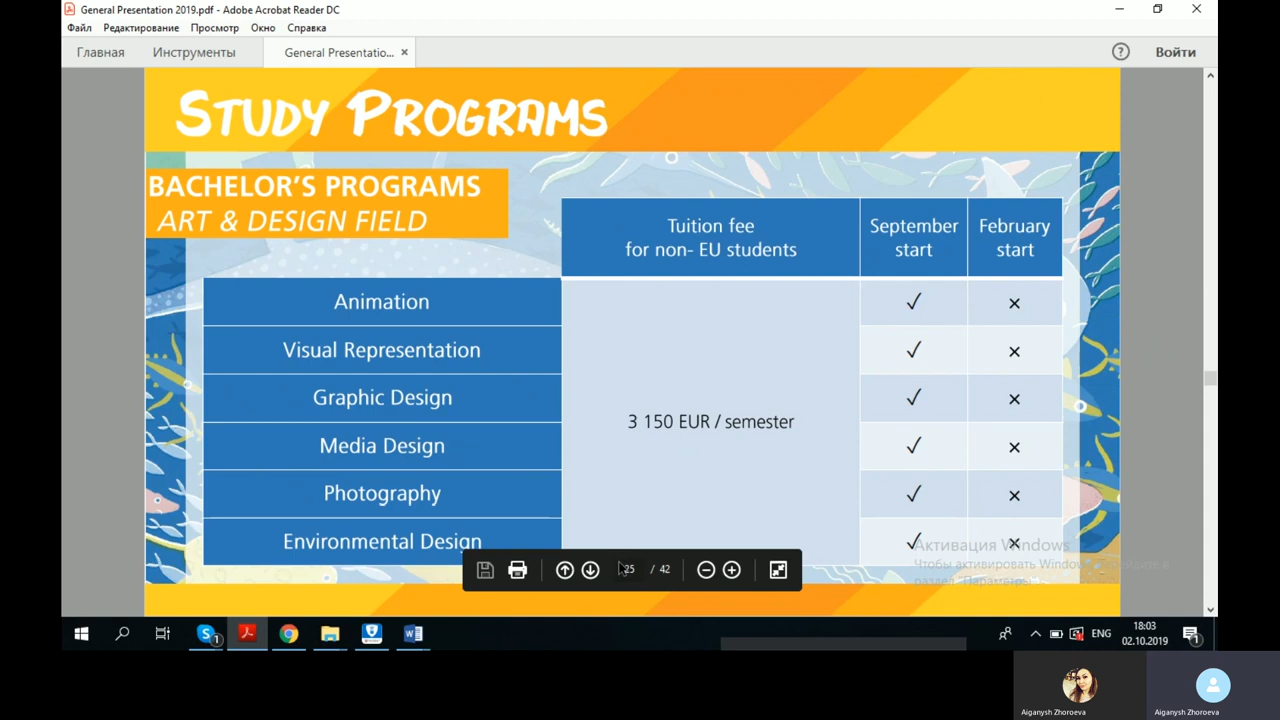 General Presentation 2019.pdf - Adobe Acrobat Reader DC
Файл Редактирование Просмотр Окно Справка
Главная Инструменты General Presentatio... × ? Войти
STUDY PROGRAMS
BACHELOR'S PROGRAMS
ART & DESIGN FIELD
Tuition fee
for non- EU students
September
start
February
start
Animation ✓ ×
Visual Representation ✓ ×
Graphic Design ✓ ×
3 150 EUR / semester
Media Design ✓ ×
Photography ✓ ×
Environmental Design ✓ ×
Активация Windows
Чтобы активировать Windows
раздел "Параметры"
25 / 42
ENG
18:03
02.10.2019
1
1
Aiganysh Zhoroeva
Aiganysh Zhoroeva